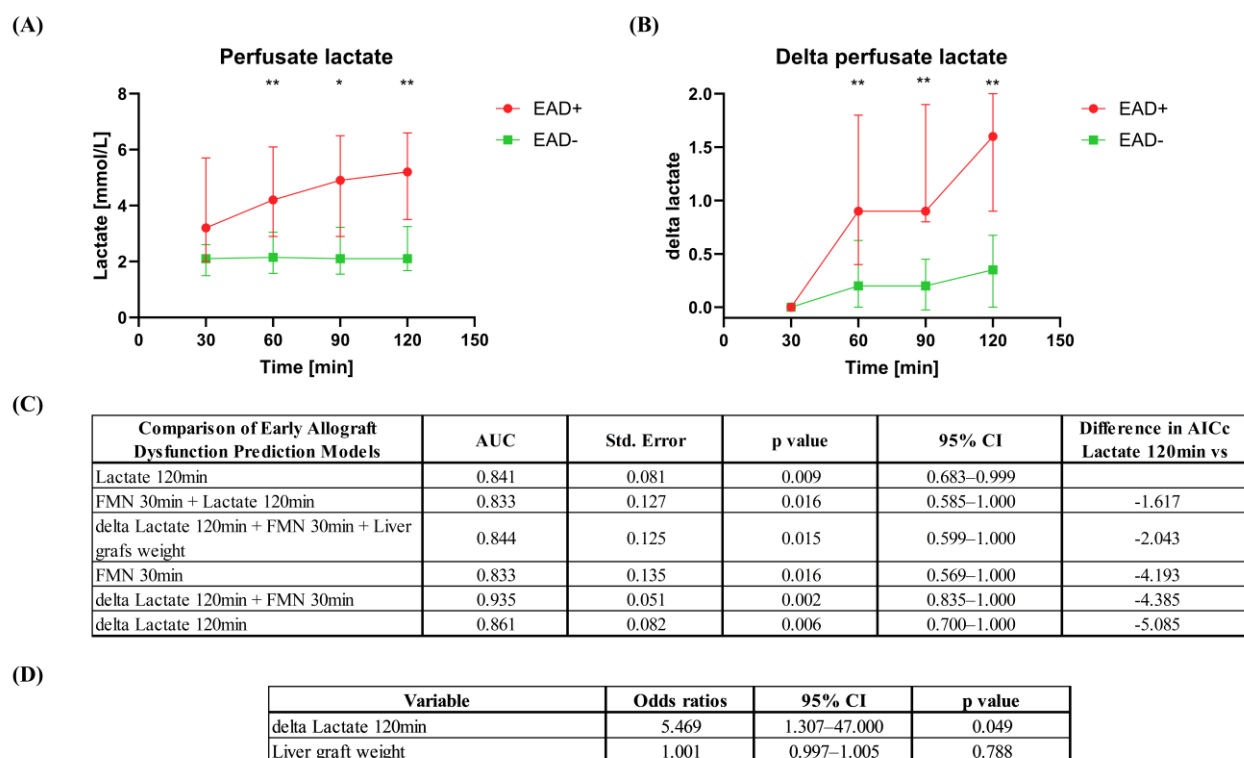 (A)
Perfusate lactate
** * **
8
6
4
2
0
Lactate [mmol/L]
0 30 60 90 120 150
Time [min]
EAD+
EAD-
(B)
Delta perfusate lactate
** ** **
2.0
1.5
1.0
0.5
0.0
delta lactate
0 30 60 90 120 150
Time [min]
EAD+
EAD-
(C)
Comparison of Early Allograft
Dysfunction Prediction Models
AUC
Std. Error
p value
95% CI
Difference in AICc
Lactate 120min vs
Lactate 120min 0.841 0.081 0.009 0.683–0.999
FMN 30min + Lactate 120min 0.833 0.127 0.016 0.585–1.000 -1.617
delta Lactate 120min + FMN 30min + Liver
grafs weight
0.844 0.125 0.015 0.599–1.000 -2.043
FMN 30min 0.833 0.135 0.016 0.569–1.000 -4.193
delta Lactate 120min + FMN 30min 0.935 0.051 0.002 0.835–1.000 -4.385
delta Lactate 120min 0.861 0.082 0.006 0.700–1.000 -5.085
(D)
Variable Odds ratios 95% CI p value
delta Lactate 120min 5.469 1.307–47.000 0.049
Liver graft weight 1.001 0.997–1.005 0.788